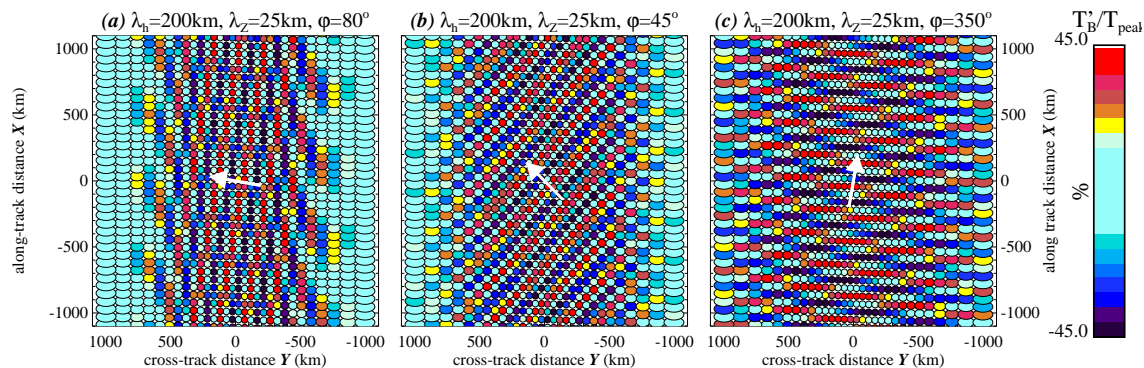 (a) λh=200km, λZ=25km, φ=80° (b) λh=200km, λZ=25km, φ=45° (c) λh=200km, λZ=25km, φ=350° T'B/Tpeak
1000 500 0 -500 -1000
along-track distance X (km)
1000 500 0 -500 -1000
cross-track distance Y (km)
1000 500 0 -500 -1000
cross-track distance Y (km)
1000 500 0 -500 -1000
cross-track distance Y (km)
1000 500 0 -500 -1000
along track distance X (km)
45.0
%
-45.0